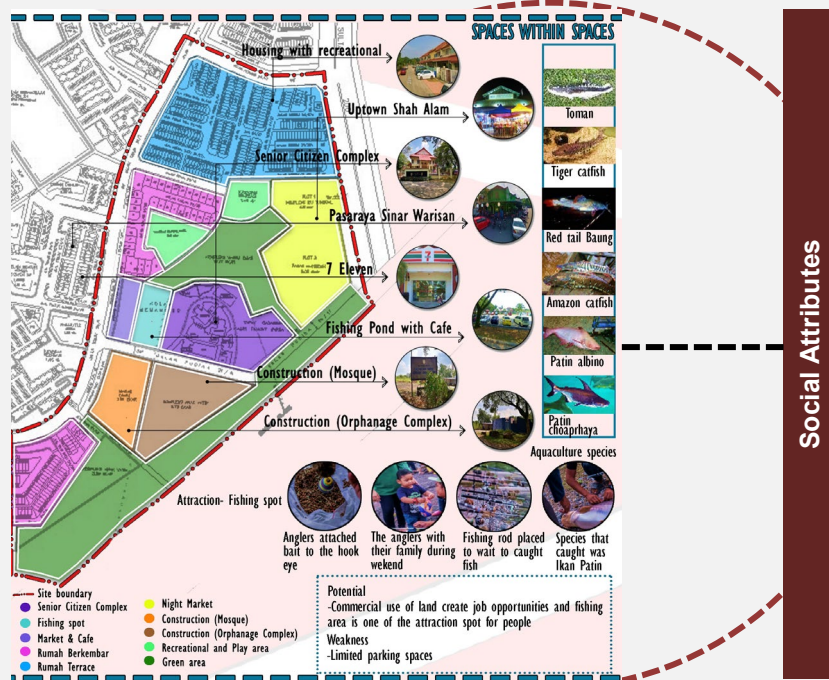 SPACES WITHIN SPACES
Housing with recreational
Uptown Shah Alam
Senior Citizen Complex
Pasaraya Sinar Warisan
7 Eleven
Fishing Pond with Cafe
Construction (Mosque)
Construction (Orphanage Complex)
Toman
Tiger catfish
Red tail Baung
Amazon catfish
Patin albino
Patin
choaprhaya
Aquaculture species
Attraction- Fishing spot
Anglers attached
bait to the hook
eye
The anglers with
their family during
wekend
Fishing rod placed
to wait to caught
fish
Species that
caught was
Ikan Patin
Site boundary
Senior Citizen Complex
Fishing spot
Market & Cafe
Rumah Berkembar
Rumah Terrace
Night Market
Construction (Mosque)
Construction (Orphanage Complex)
Recreational and Play area
Green area
Potential
-Commercial use of land create job opportunities and fishing
area is one of the attraction spot for people
Weakness
-Limited parking spaces
Social Attributes